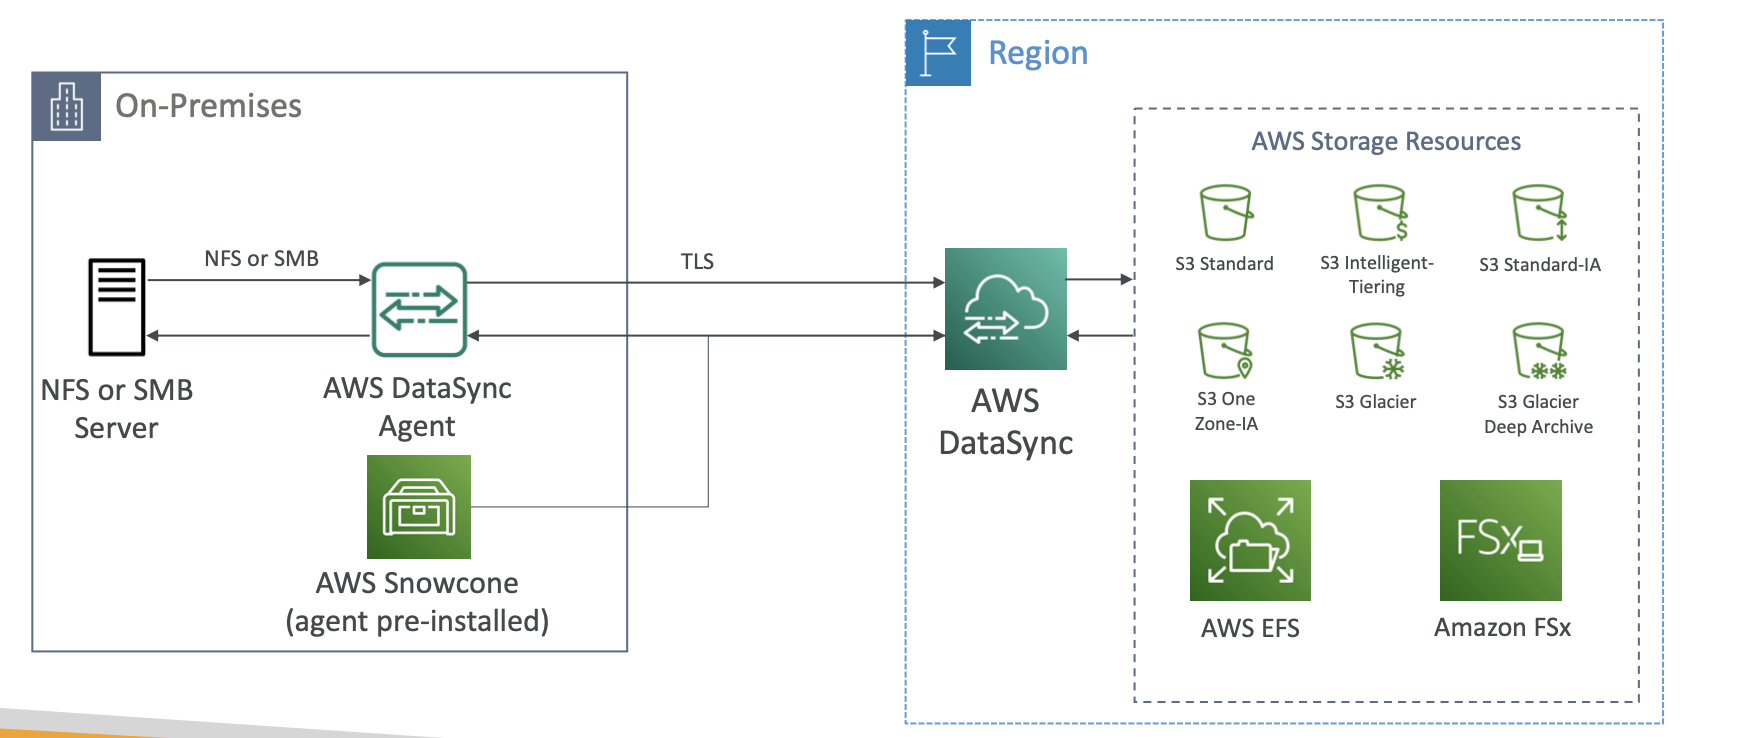 Region
On-Premises
AWS Storage Resources
S3 Standard
S3 Intelligent-
Tiering
S3 Standard-IA
NFS or SMB
TLS
S3 One
Zone-IA
S3 Glacier
S3 Glacier
Deep Archive
NFS or SMB
Server
AWS DataSync
Agent
AWS
DataSync
FSx
AWS Snowcone
(agent pre-installed)
AWS EFS
Amazon FSx